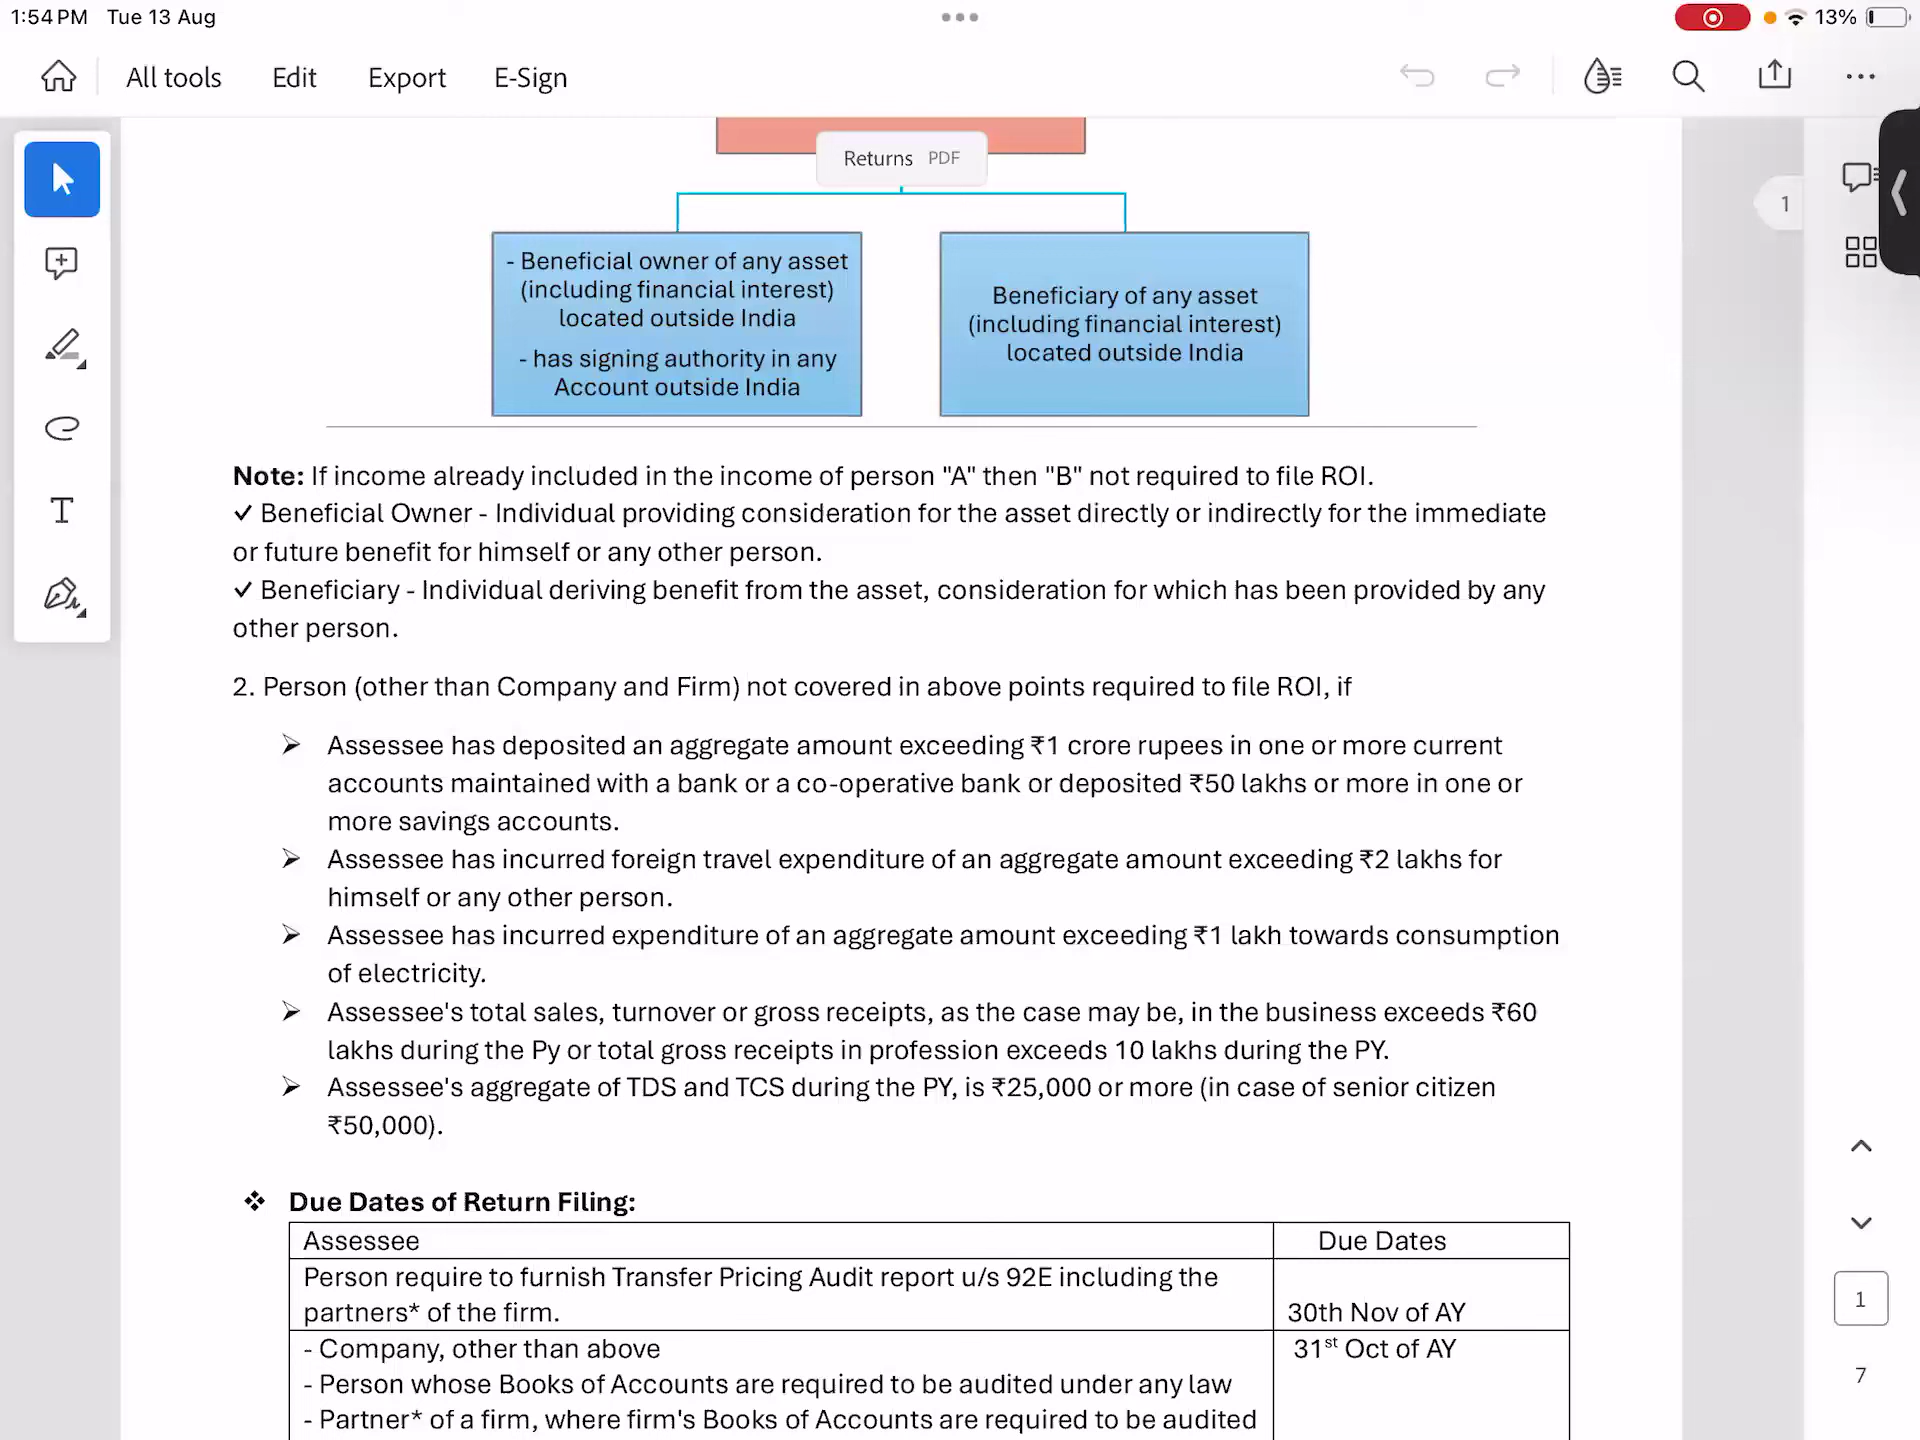 1:54 PM Tue 13 Aug
13%
All tools Edit Export E-Sign
Returns PDF
1
- Beneficial owner of any asset
(including financial interest)
located outside India
- has signing authority in any
Account outside India
Beneficiary of any asset
(including financial interest)
located outside India
Note: If income already included in the income of person "A" then "B" not required to file ROI.
✓ Beneficial Owner - Individual providing consideration for the asset directly or indirectly for the immediate
or future benefit for himself or any other person.
✓ Beneficiary - Individual deriving benefit from the asset, consideration for which has been provided by any
other person.
2. Person (other than Company and Firm) not covered in above points required to file ROI, if
➢ Assessee has deposited an aggregate amount exceeding ₹1 crore rupees in one or more current
accounts maintained with a bank or a co-operative bank or deposited ₹50 lakhs or more in one or
more savings accounts.
➢ Assessee has incurred foreign travel expenditure of an aggregate amount exceeding ₹2 lakhs for
himself or any other person.
➢ Assessee has incurred expenditure of an aggregate amount exceeding ₹1 lakh towards consumption
of electricity.
➢ Assessee's total sales, turnover or gross receipts, as the case may be, in the business exceeds ₹60
lakhs during the Py or total gross receipts in profession exceeds 10 lakhs during the PY.
➢ Assessee's aggregate of TDS and TCS during the PY, is ₹25,000 or more (in case of senior citizen
₹50,000).
❖ Due Dates of Return Filing:
Assessee Due Dates
Person require to furnish Transfer Pricing Audit report u/s 92E including the
partners* of the firm. 30th Nov of AY
- Company, other than above 31st Oct of AY
- Person whose Books of Accounts are required to be audited under any law
- Partner* of a firm, where firm's Books of Accounts are required to be audited
1
7